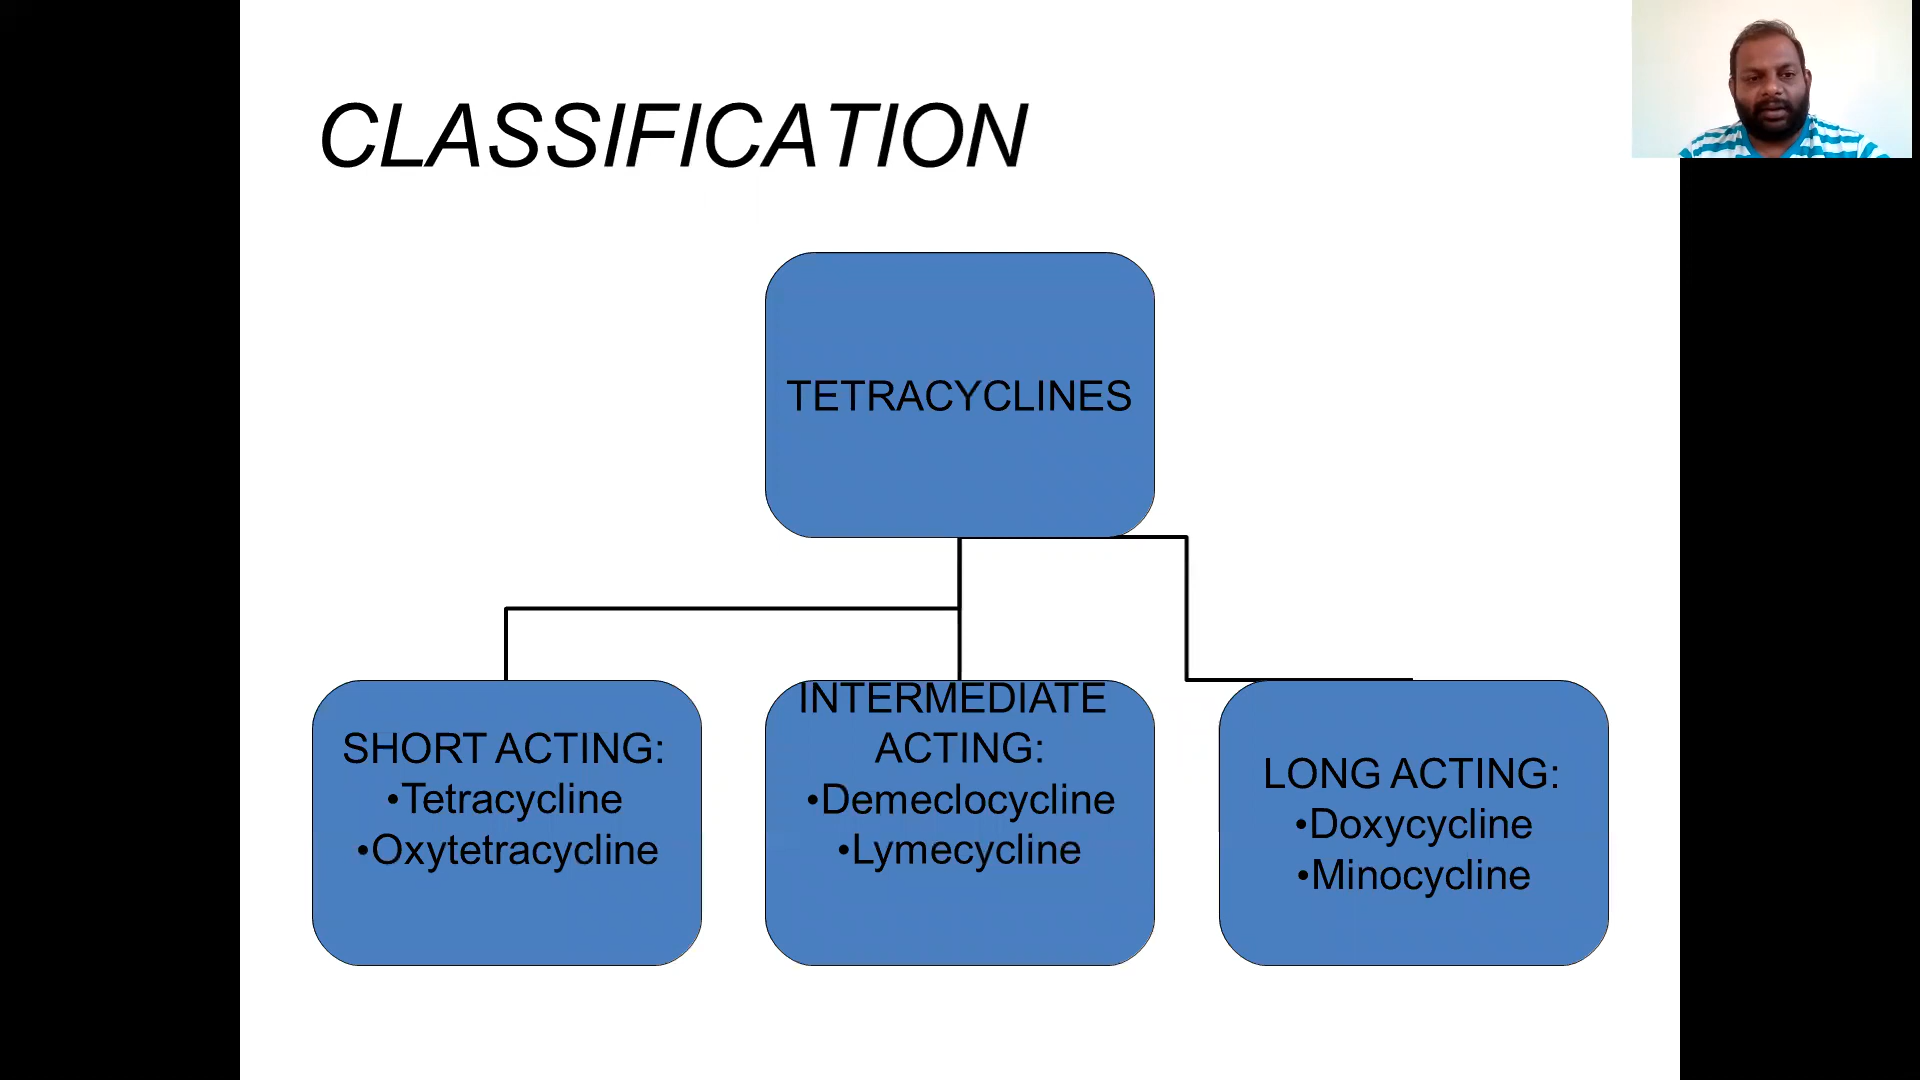 CLASSIFICATION
TETRACYCLINES
SHORT ACTING:
•Tetracycline
•Oxytetracycline
INTERMEDIATE
ACTING:
•Demeclocycline
•Lymecycline
LONG ACTING:
•Doxycycline
•Minocycline